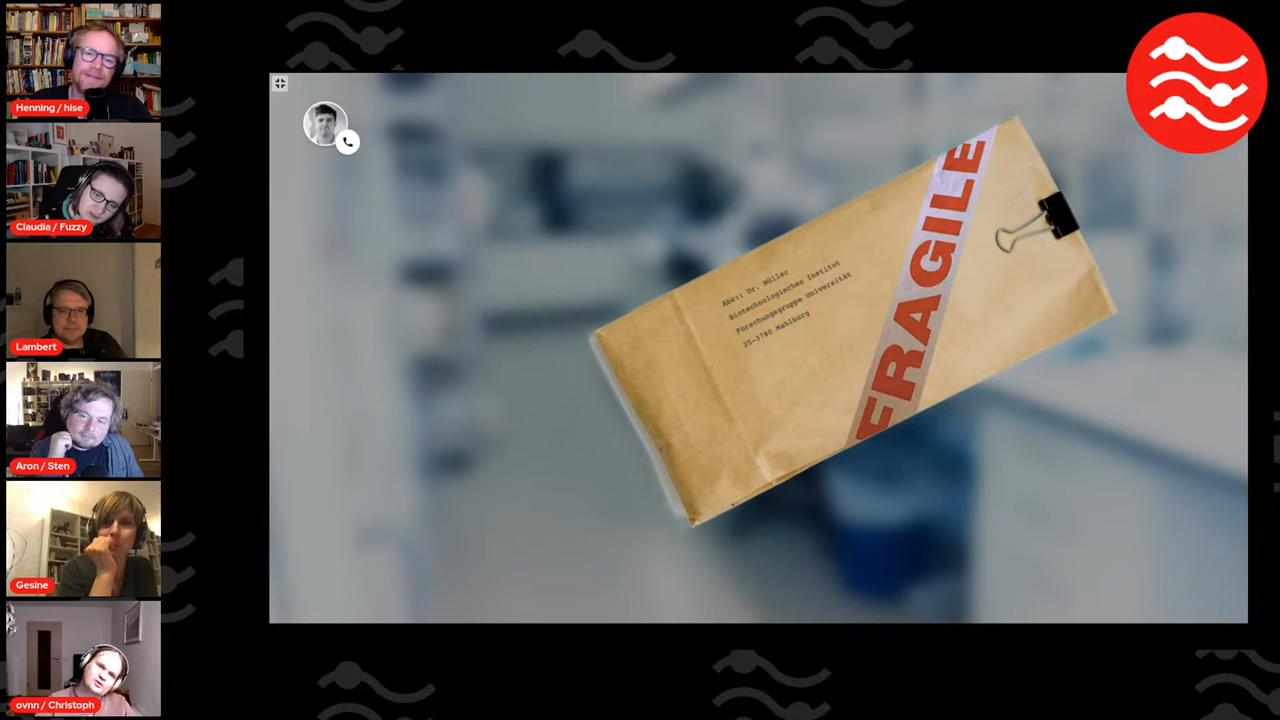 Henning / hise
Claudia / Fuzzy
Lambert
Aron / Sten
Gesine
ovnn / Christoph
Abs:: Dr. Müller
Biotechnologisches Institut
Forschungsgruppe Universität
25-3780 Mahlburg
FRAGILE